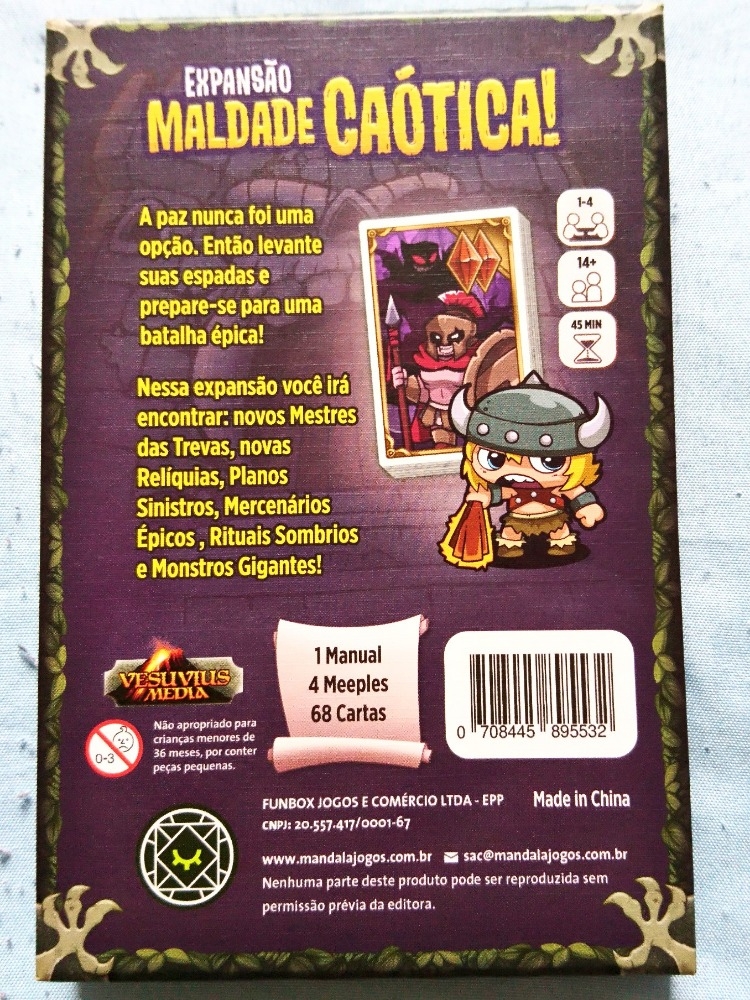 EXPANSÃO
MALDADE CAÓTICA!
A paz nunca foi uma
opção. Então levante
suas espadas e
prepare-se para uma
batalha épica!
Nessa expansão você irá
encontrar: novos Mestres
das Trevas, novas
Relíquias, Planos
Sinistros, Mercenários
Épicos , Rituais Sombrios
e Monstros Gigantes!
1-4
14+
45 MIN
VESUVIUS
MEDIA
0-3
Não apropriado para
crianças menores de
36 meses, por conter
peças pequenas.
1 Manual
4 Meeples
68 Cartas
0 708445 895532
FUNBOX JOGOS E COMÉRCIO LTDA - EPP
CNPJ: 20.557.417/0001-67
Made in China
www.mandalajogos.com.br sac@mandalajogos.com.br
Nenhuma parte deste produto pode ser reproduzida sem
permissão prévia da editora.